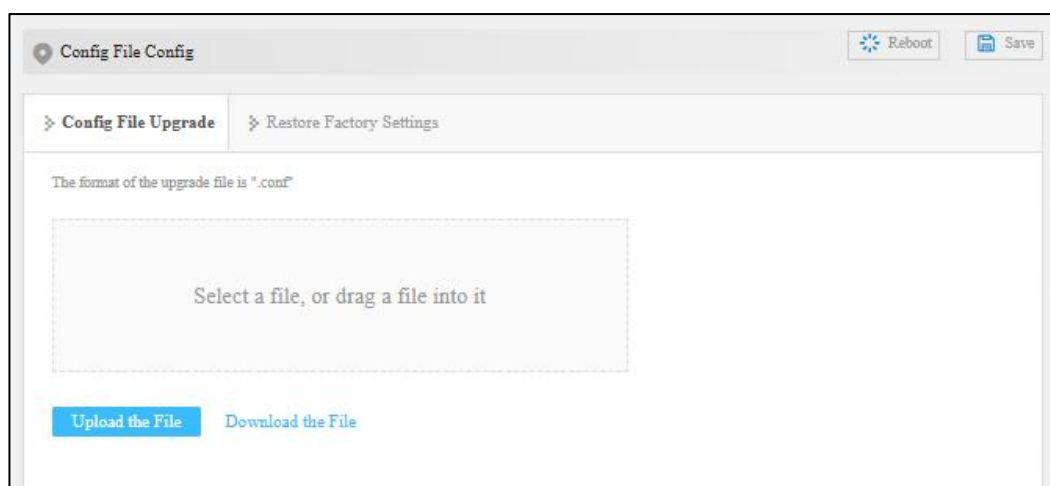 Config File Config
Reboot
Save
Config File Upgrade
Restore Factory Settings
The format of the upgrade file is ".conf"
Select a file, or drag a file into it
Upload the File
Download the File